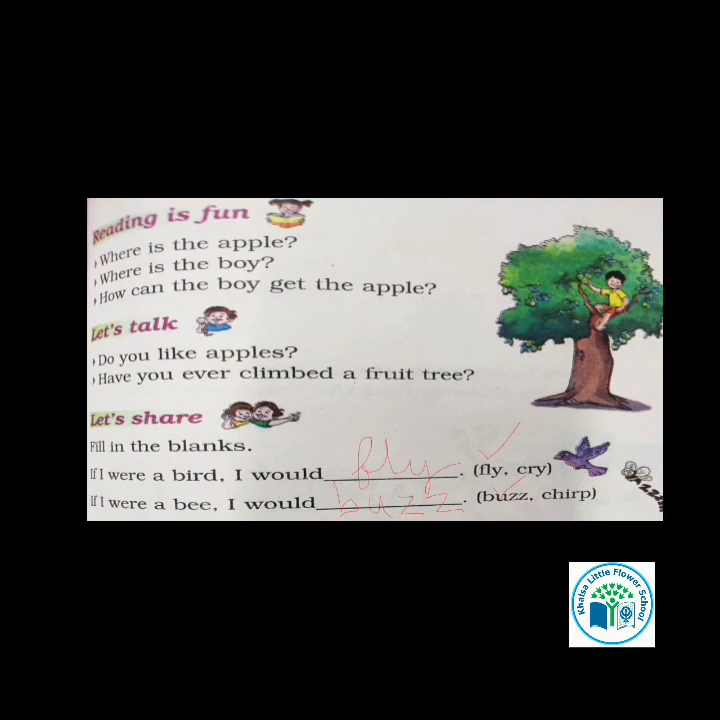 Reading is fun
Where is the apple?
Where is the boy?
How can the boy get the apple?
Let's talk
Do you like apples?
Have you ever climbed a fruit tree?
Let's share
Fill in the blanks.
If I were a bird, I would fly. (fly, cry)
If I were a bee, I would buzz. (buzz, chirp)
Khalsa Little Flower School